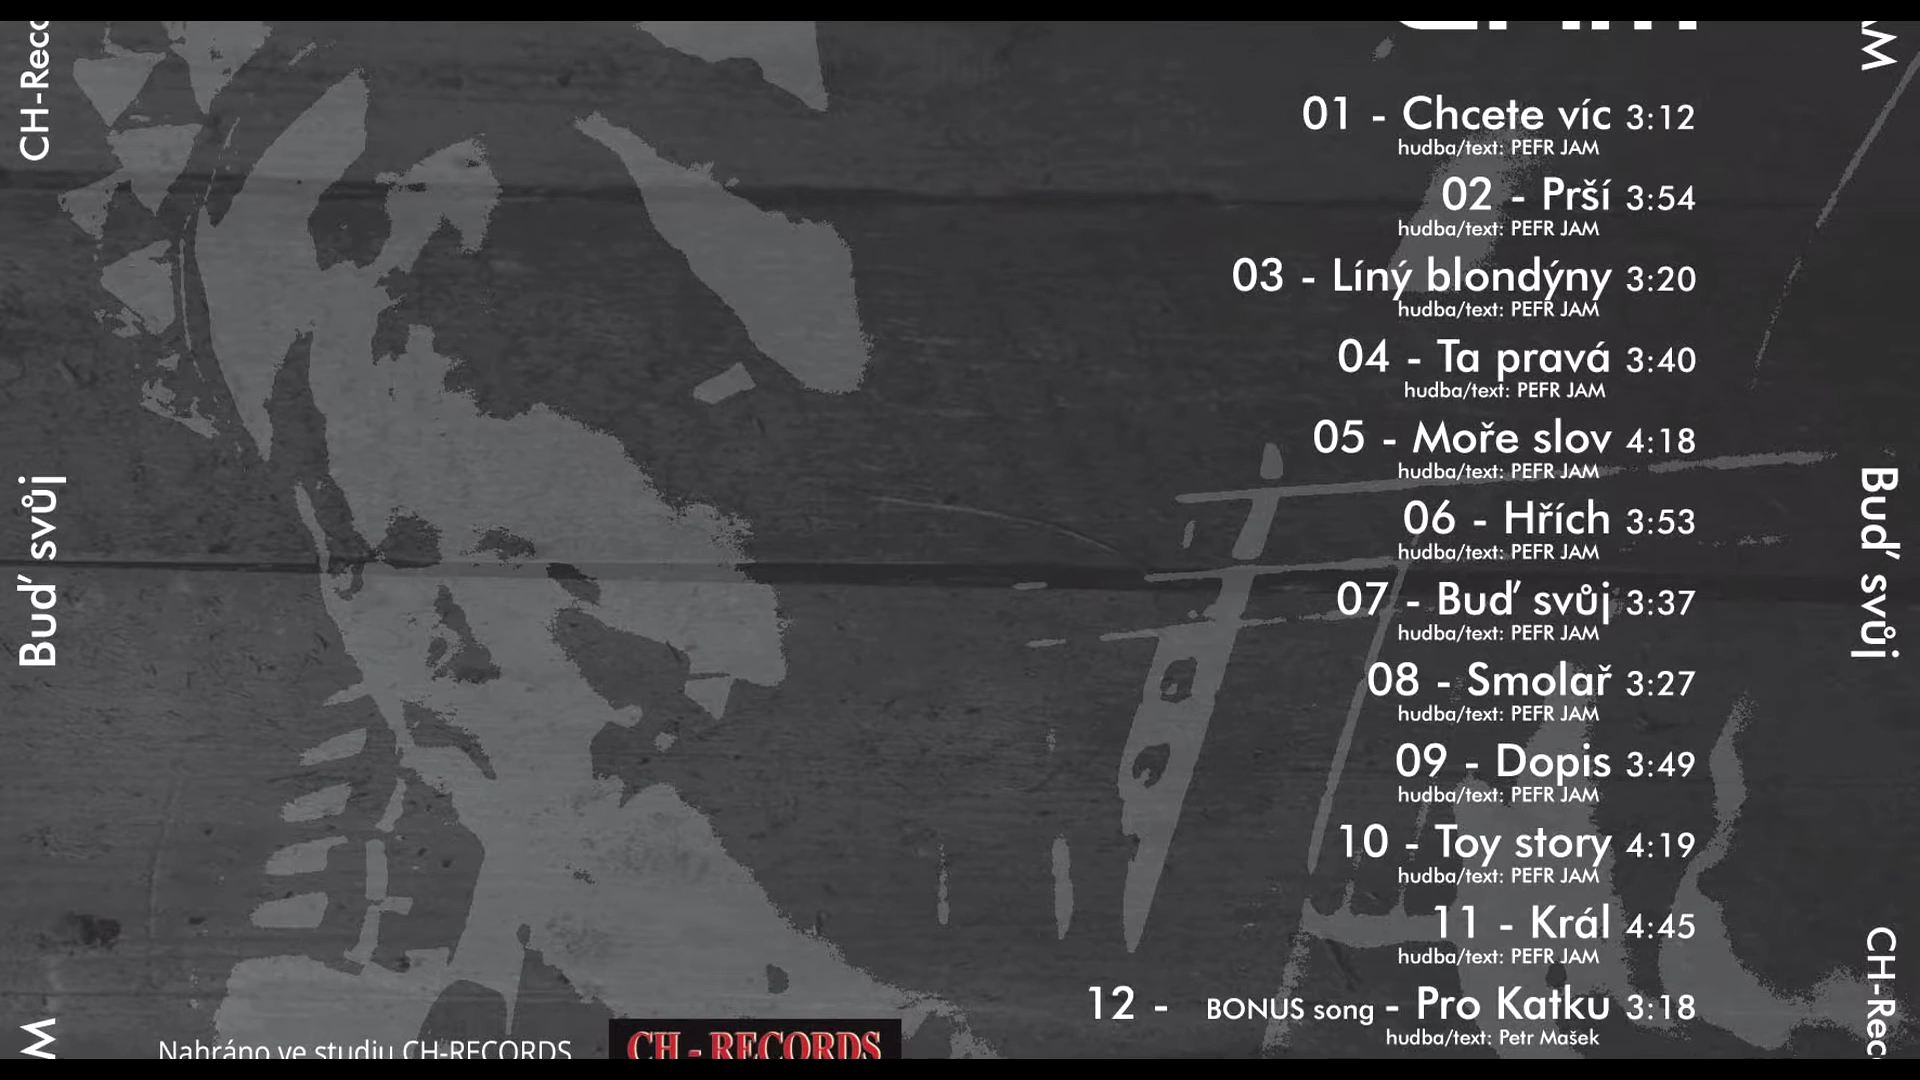 CH-Reco
Buď svůj
M
01 - Chcete víc 3:12
hudba/text: PEFR JAM
02 - Prší 3:54
hudba/text: PEFR JAM
03 - Líný blondýny 3:20
hudba/text: PEFR JAM
04 - Ta pravá 3:40
hudba/text: PEFR JAM
05 - Moře slov 4:18
hudba/text: PEFR JAM
06 - Hřích 3:53
hudba/text: PEFR JAM
07 - Buď svůj 3:37
hudba/text: PEFR JAM
08 - Smolař 3:27
hudba/text: PEFR JAM
09 - Dopis 3:49
hudba/text: PEFR JAM
10 - Toy story 4:19
hudba/text: PEFR JAM
11 - Král 4:45
hudba/text: PEFR JAM
12 - BONUS song - Pro Katku 3:18
hudba/text: Petr Mašek
Nahráno ve studiu CH-RECORDS
CH - RECORDS
AM
Buď svůj
CH-Rec